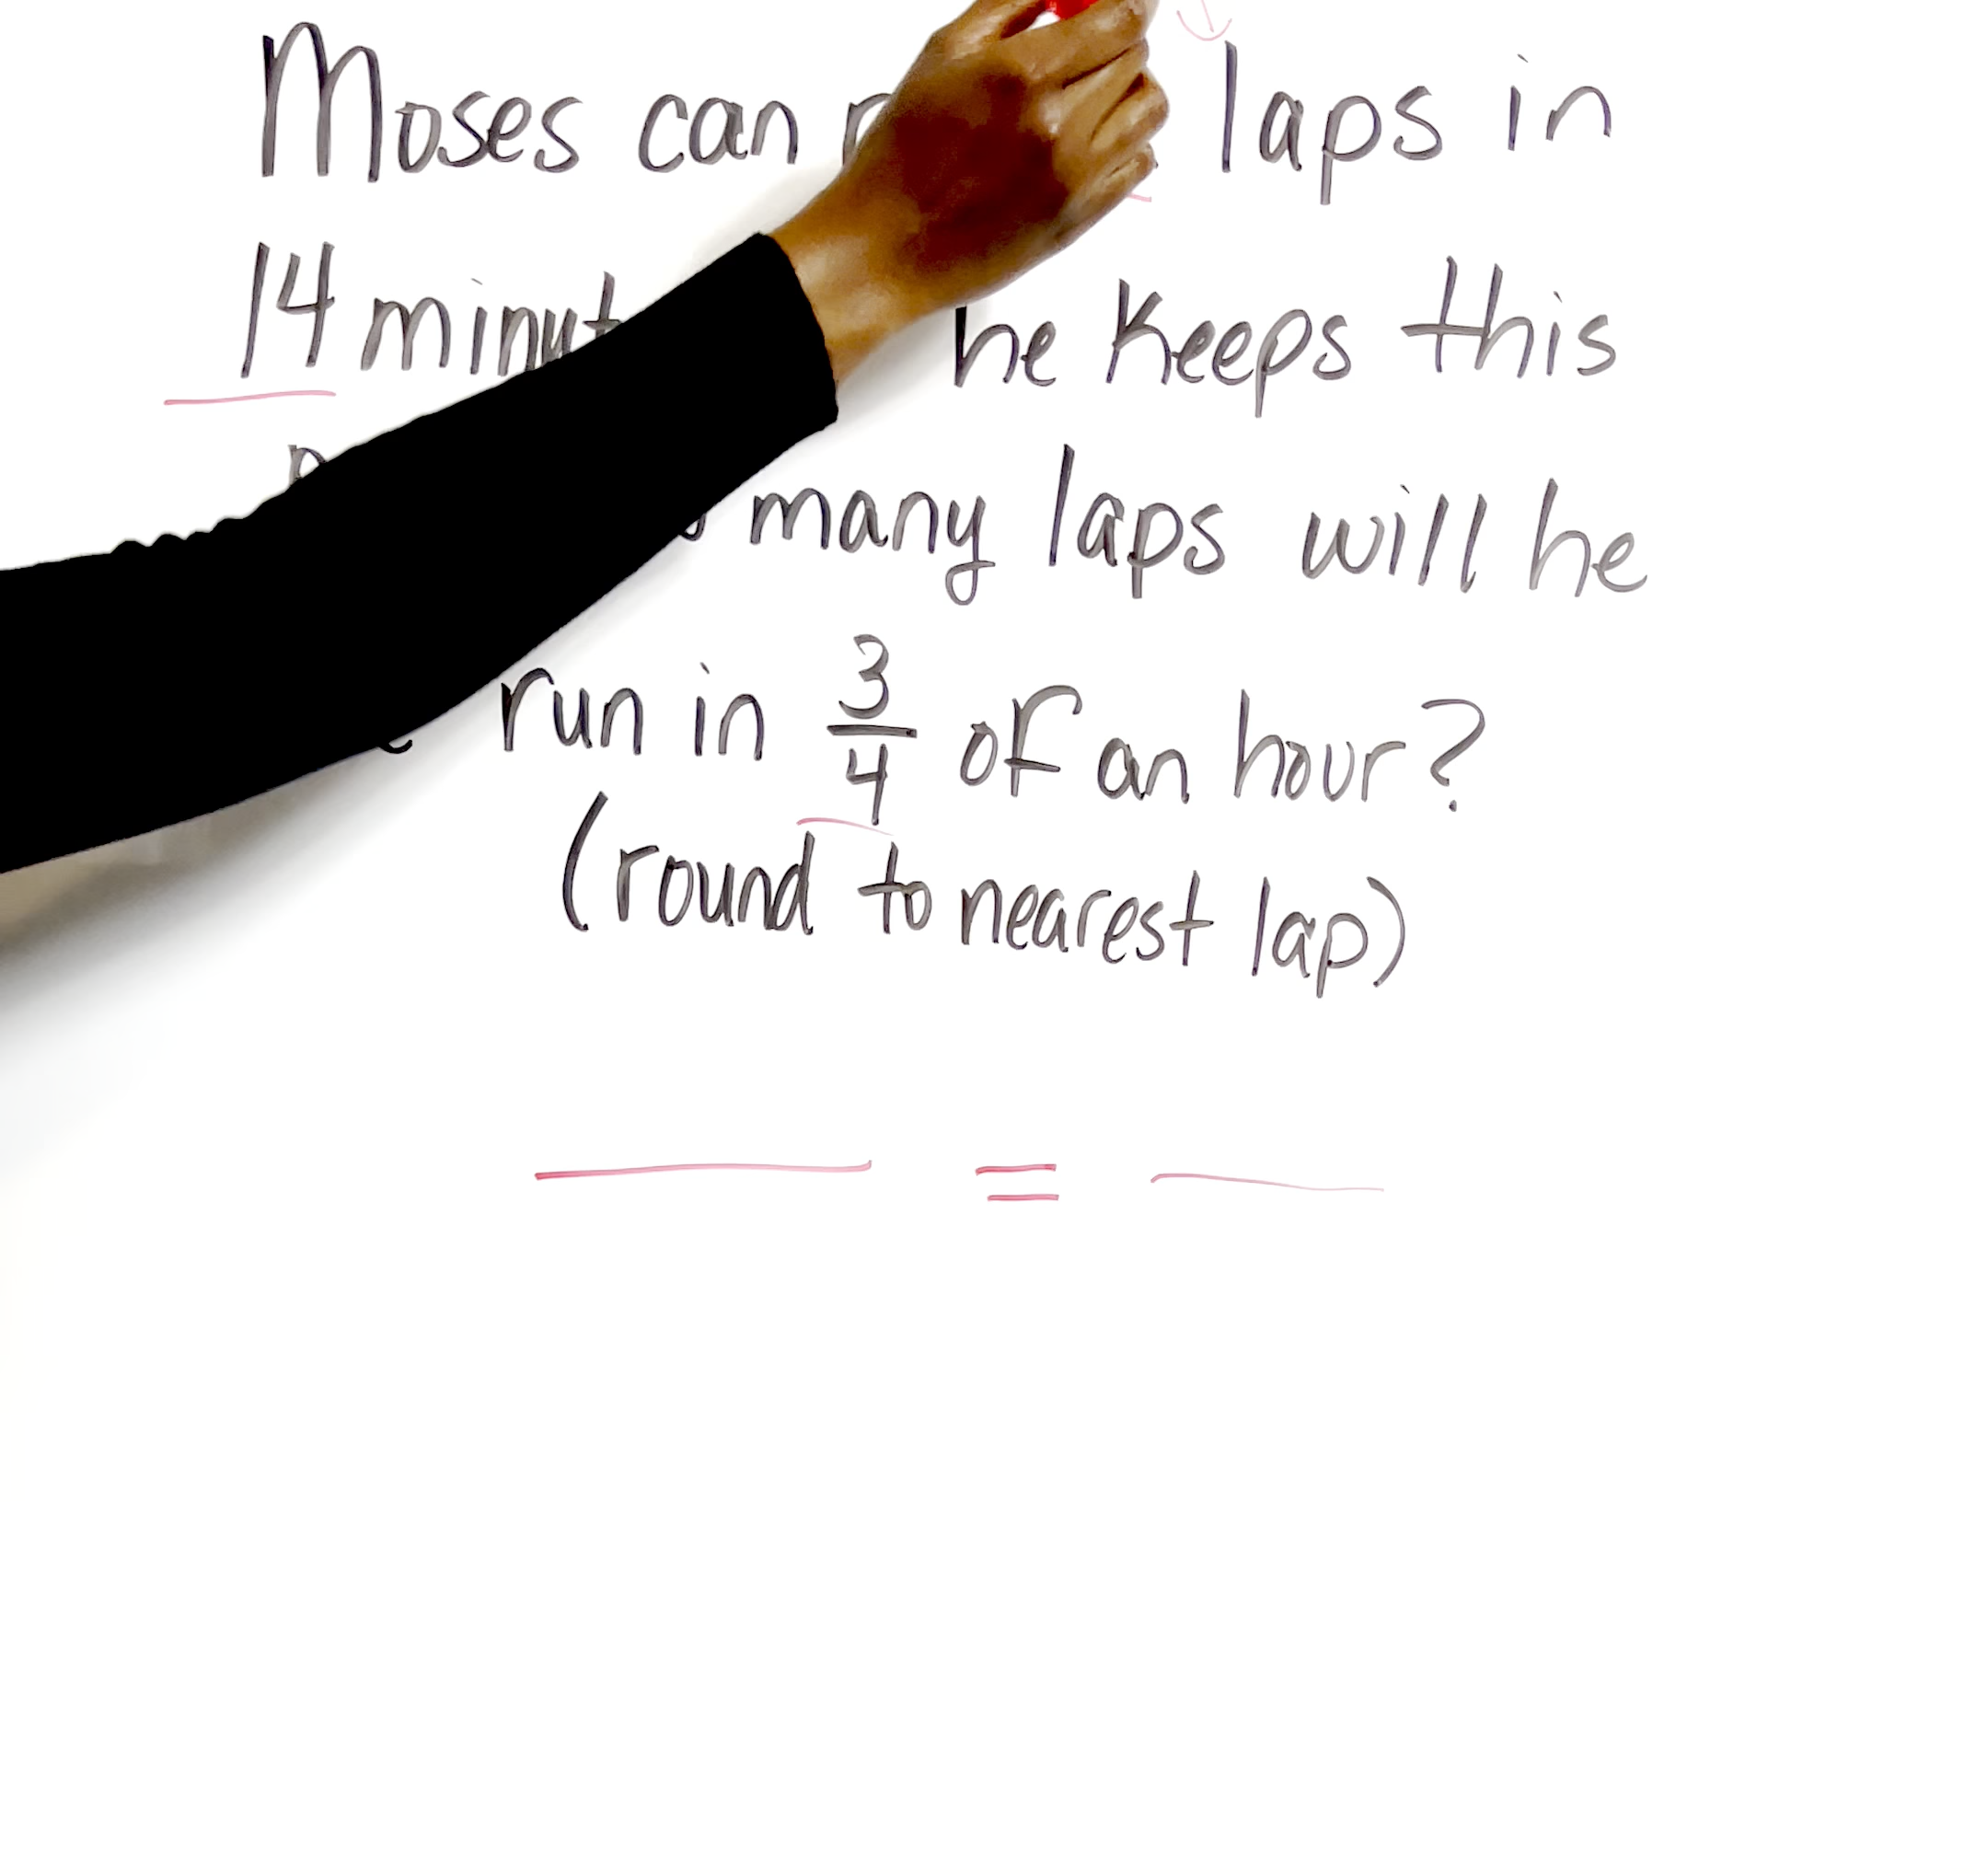 Moses can laps in
14 he keeps this
many laps will he
run in 3/4 of an hour?
(round to nearest lap)
=